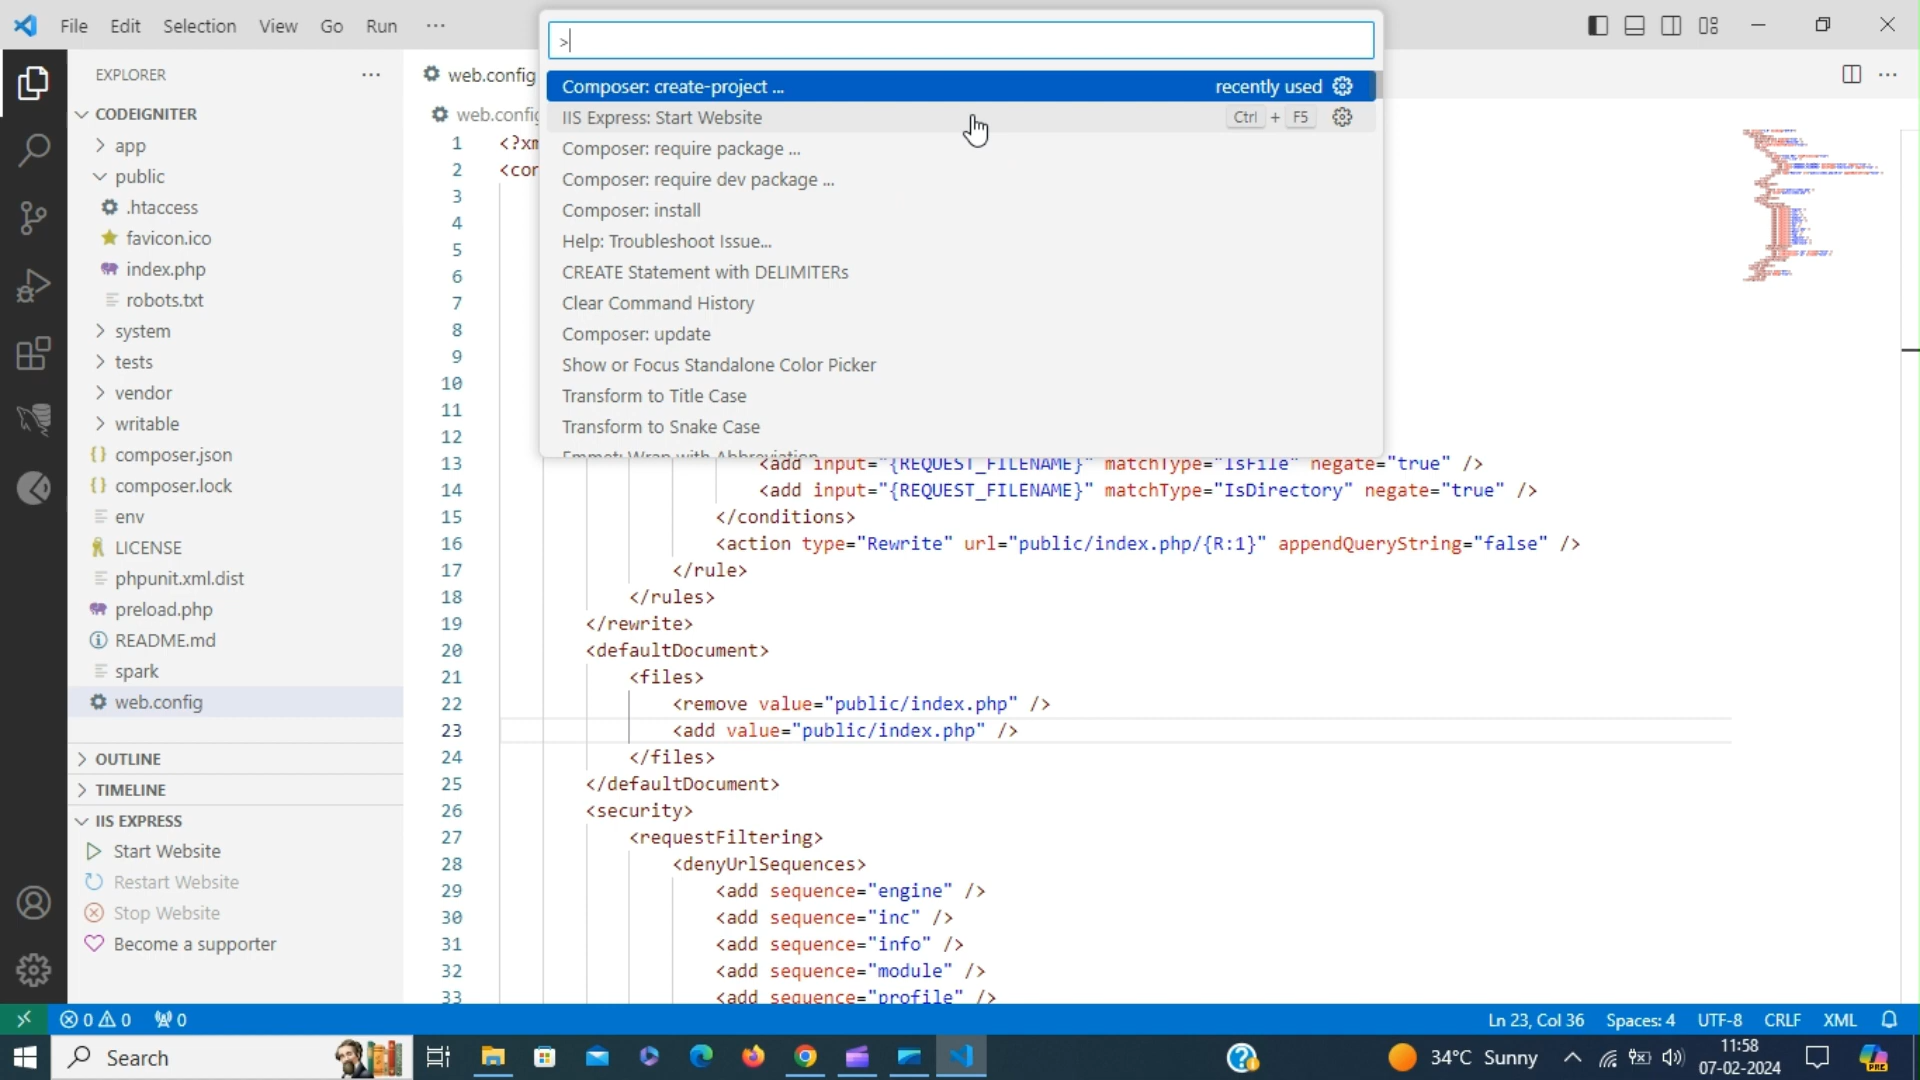 File Edit Selection View Go Run ···
>
Composer: create-project ... recently used
IIS Express: Start Website Ctrl + F5
Composer: require package ...
Composer: require dev package ...
Composer: install
Help: Troubleshoot Issue...
CREATE Statement with DELIMITERs
Clear Command History
Composer: update
Show or Focus Standalone Color Picker
Transform to Title Case
Transform to Snake Case
Emmet: Wrap with Abbreviation
EXPLORER ···
CODEIGNITER
app
public
.htaccess
favicon.ico
index.php
robots.txt
system
tests
vendor
writable
composer.json
composer.lock
env
LICENSE
phpunit.xml.dist
preload.php
README.md
spark
web.config
OUTLINE
TIMELINE
IIS EXPRESS
Start Website
Restart Website
Stop Website
Become a supporter
web.config
web.config
1 <?xm
2 <con
3
4
5
6
7
8
9
10
11
12
13 <add input="{REQUEST_FILENAME}" matchType="IsFile" negate="true" />
14 <add input="{REQUEST_FILENAME}" matchType="IsDirectory" negate="true" />
15 </conditions>
16 <action type="Rewrite" url="public/index.php/{R:1}" appendQueryString="false" />
17 </rule>
18 </rules>
19 </rewrite>
20 <defaultDocument>
21 <files>
22 <remove value="public/index.php" />
23 <add value="public/index.php" />
24 </files>
25 </defaultDocument>
26 <security>
27 <requestFiltering>
28 <denyUrlSequences>
29 <add sequence="engine" />
30 <add sequence="inc" />
31 <add sequence="info" />
32 <add sequence="module" />
33 <add sequence="profile" />
0 0 0 Ln 23, Col 36 Spaces: 4 UTF-8 CRLF XML
Search 34°C Sunny 11:58
07-02-2024
PRE